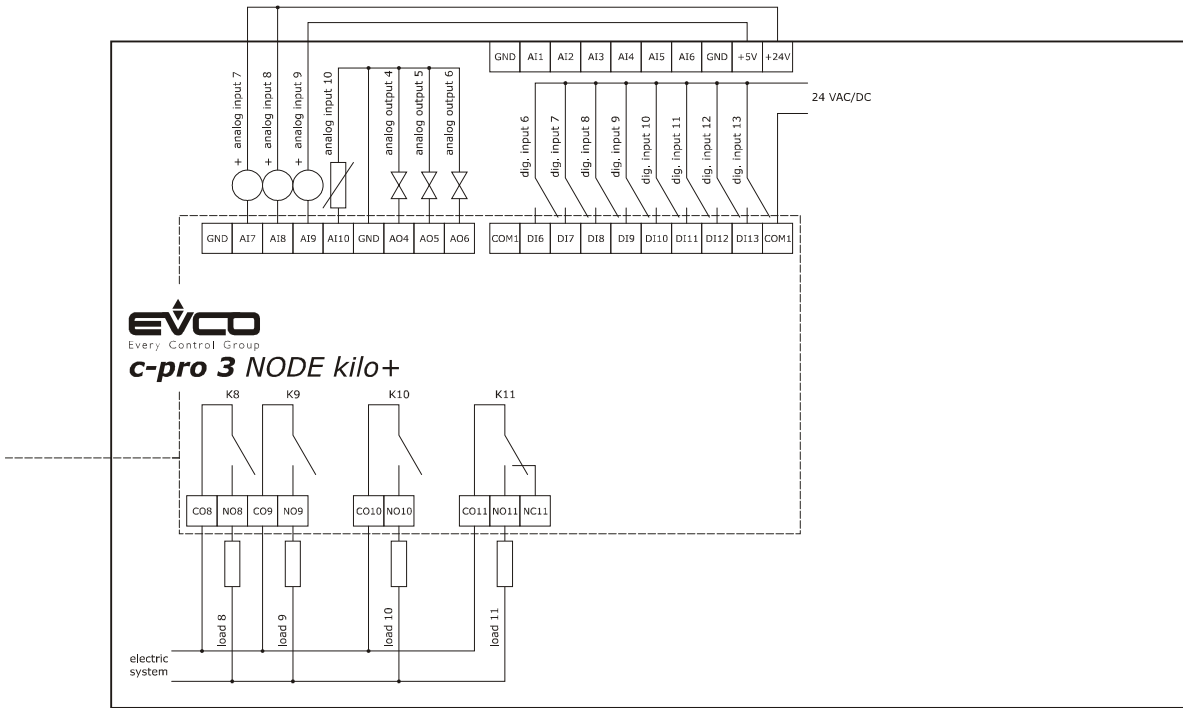 GND AI1 AI2 AI3 AI4 AI5 AI6 GND +5V +24V
+ analog input 7
+ analog input 8
+ analog input 9
analog input 10
analog output 4
analog output 5
analog output 6
dig. input 6
dig. input 7
dig. input 8
dig. input 9
dig. input 10
dig. input 11
dig. input 12
dig. input 13
24 VAC/DC
GND AI7 AI8 AI9 AI10 GND AO4 AO5 AO6
COM1 DI6 DI7 DI8 DI9 DI10 DI11 DI12 DI13 COM1
EVCO
Every Control Group
c-pro 3 NODE kilo+
K8 K9 K10 K11
CO8 NO8 CO9 NO9 CO10 NO10 CO11 NO11 NC11
load 8
load 9
load 10
load 11
electric
system